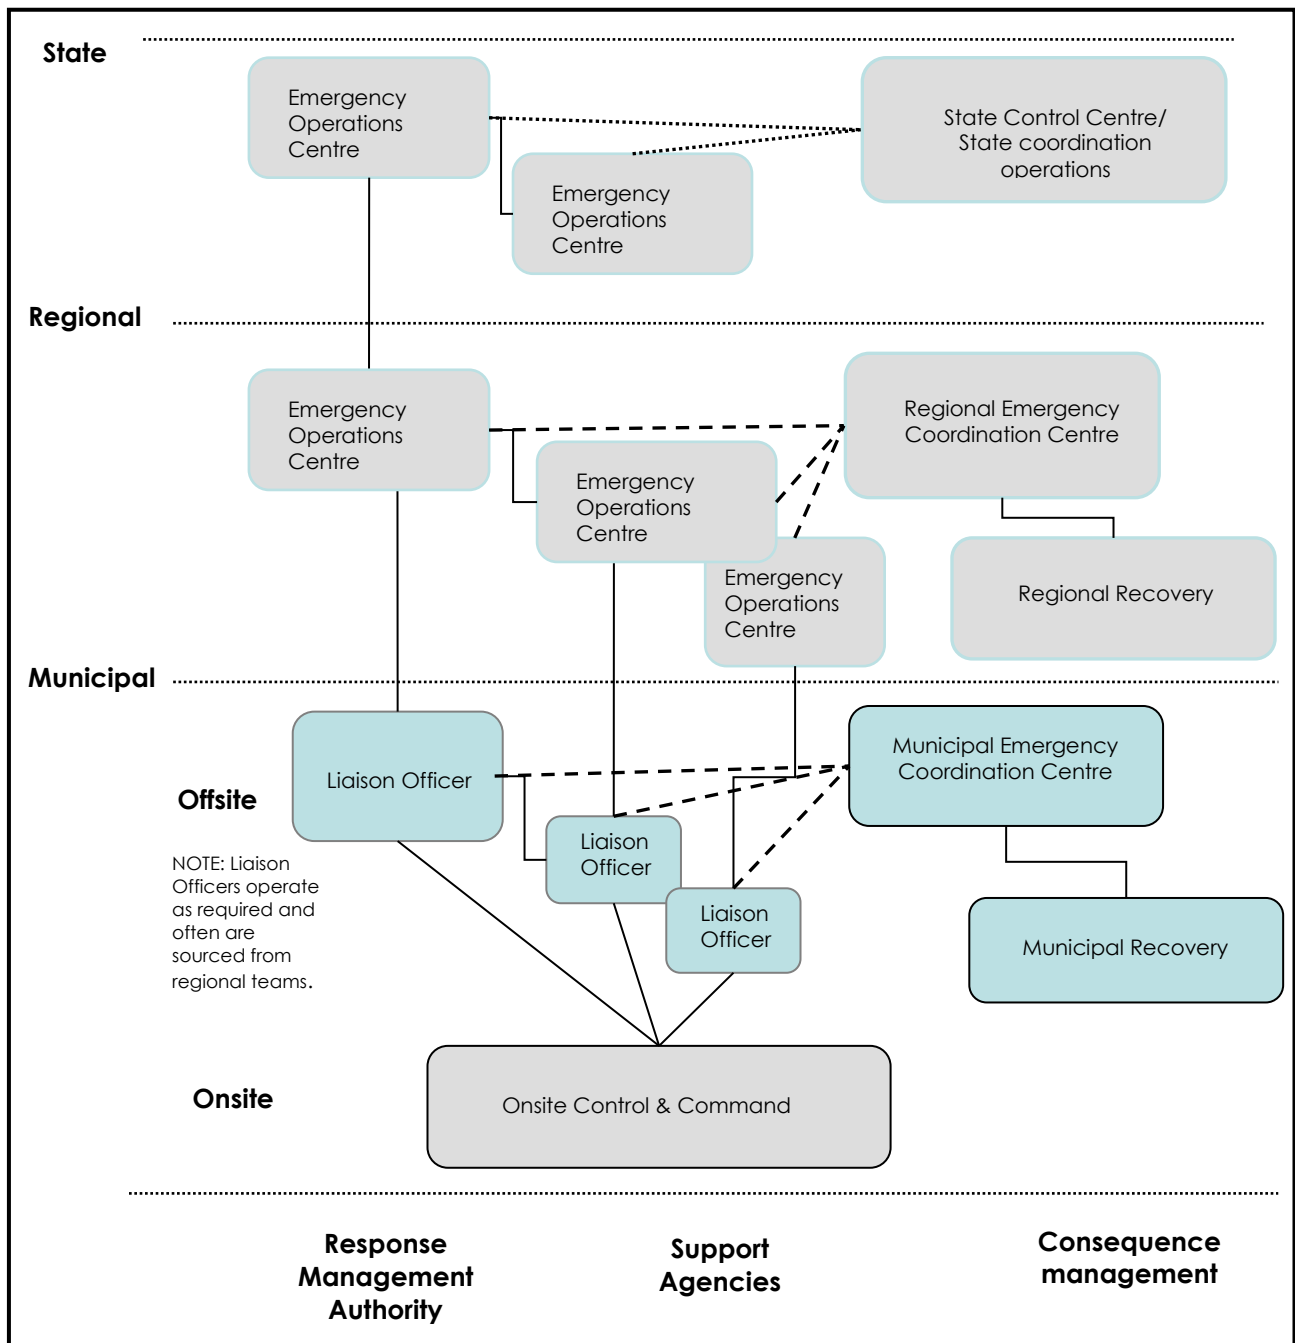 State
Emergency
Operations
Centre
State Control Centre/
State coordination
operations
Emergency
Operations
Centre
Regional
Emergency
Operations
Centre
Regional Emergency
Coordination Centre
Emergency
Operations
Centre
Emergency
Operations
Centre
Regional Recovery
Municipal
Liaison Officer
Municipal Emergency
Coordination Centre
Offsite
NOTE: Liaison
Officers operate
as required and
often are
sourced from
regional teams.
Liaison
Officer
Liaison
Officer
Municipal Recovery
Onsite
Onsite Control & Command
Response
Management
Authority
Support
Agencies
Consequence
management